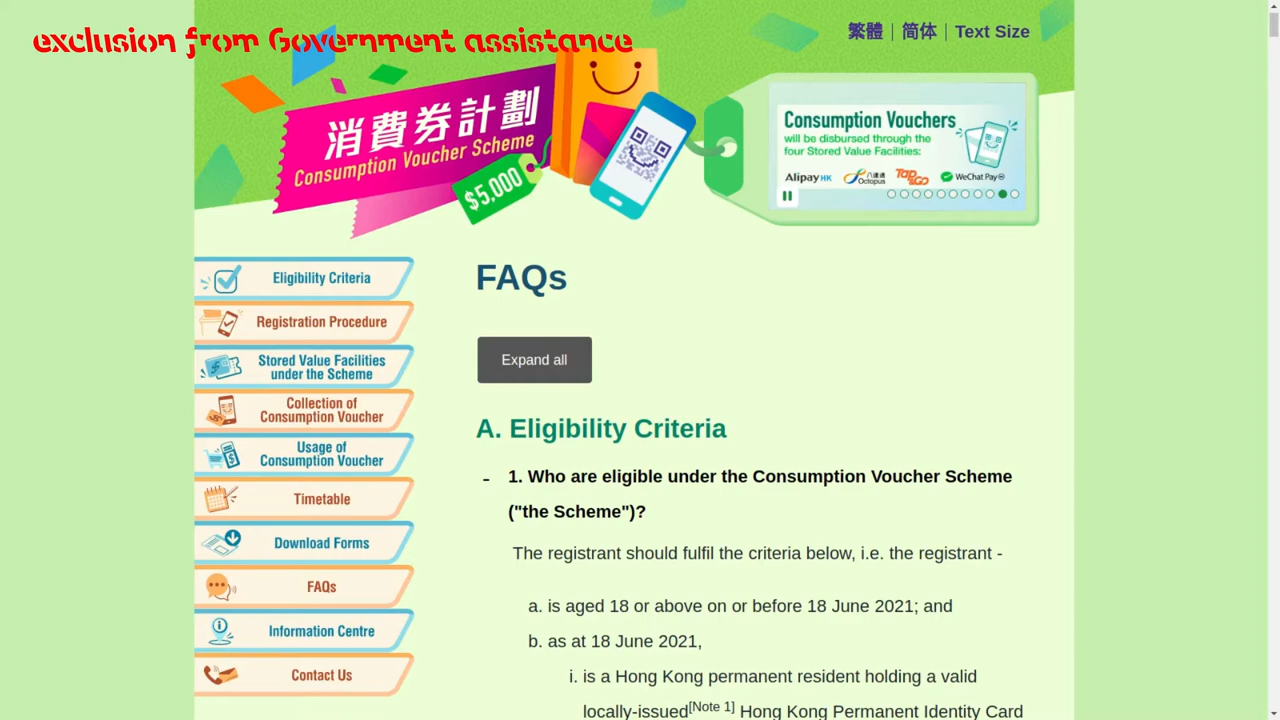 exclusion from Government assistance
繁體 | 简体 | Text Size
消費券計劃
Consumption Voucher Scheme
$5,000
Consumption Vouchers
will be disbursed through the
four Stored Value Facilities:
AlipayHK 八達通 Octopus TAP & GO WeChat Pay
Eligibility Criteria
Registration Procedure
Stored Value Facilities
under the Scheme
Collection of
Consumption Voucher
Usage of
Consumption Voucher
Timetable
Download Forms
FAQs
Information Centre
Contact Us
FAQs
Expand all
A. Eligibility Criteria
- 1. Who are eligible under the Consumption Voucher Scheme
("the Scheme")?
The registrant should fulfil the criteria below, i.e. the registrant -
a. is aged 18 or above on or before 18 June 2021; and
b. as at 18 June 2021,
i. is a Hong Kong permanent resident holding a valid
locally-issued[Note 1] Hong Kong Permanent Identity Card